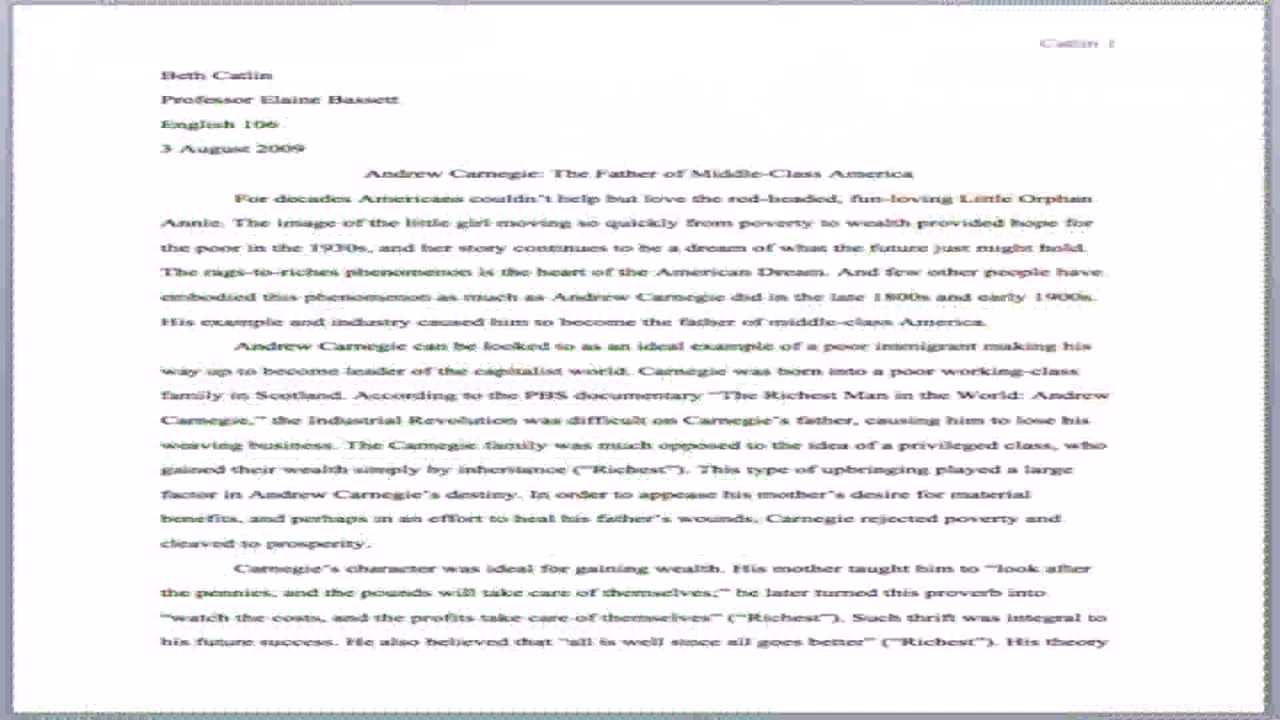 Catlin 1
Beth Catlin
Professor Elaine Bassett
English 106
3 August 2009
Andrew Carnegie: The Father of Middle-Class America
For decades Americans couldn't help but love the red-headed, fun-loving Little Orphan
Annie. The image of the little girl moving so quickly from poverty to wealth provided hope for
the poor in the 1930s, and her story continues to be a dream of what the future just might hold.
The rags-to-riches phenomenon is the heart of the American Dream. And few other people have
embodied this phenomenon as much as Andrew Carnegie did in the late 1800s and early 1900s.
His example and industry caused him to become the father of middle-class America.
Andrew Carnegie can be looked to as an ideal example of a poor immigrant making his
way up to become leader of the capitalist world. Carnegie was born into a poor working-class
family in Scotland. According to the PBS documentary "The Richest Man in the World: Andrew
Carnegie," the Industrial Revolution was difficult on Carnegie's father, causing him to lose his
weaving business. The Carnegie family was much opposed to the idea of a privileged class, who
gained their wealth simply by inheritance ("Richest"). This type of upbringing played a large
factor in Andrew Carnegie's destiny. In order to appease his mother's desire for material
benefits, and perhaps in an effort to heal his father's wounds, Carnegie rejected poverty and
cleaved to prosperity.
Carnegie's character was ideal for gaining wealth. His mother taught him to "look after
the pennies, and the pounds will take care of themselves;" he later turned this proverb into
"watch the costs, and the profits take care of themselves" ("Richest"). Such thrift was integral to
his future success. He also believed that "all is well since all goes better" ("Richest"). His theory